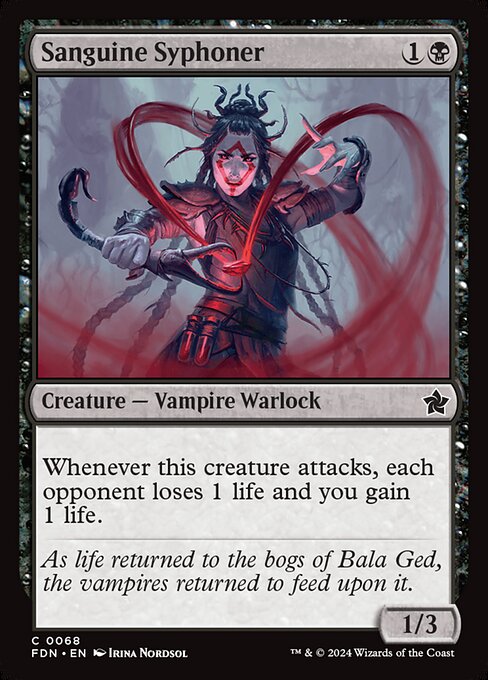 Sanguine Syphoner 1
Creature — Vampire Warlock
Whenever this creature attacks, each
opponent loses 1 life and you gain
1 life.
As life returned to the bogs of Bala Ged,
the vampires returned to feed upon it.
1/3
C 0068
FDN • EN Irina Nordsol
™ & © 2024 Wizards of the Coast